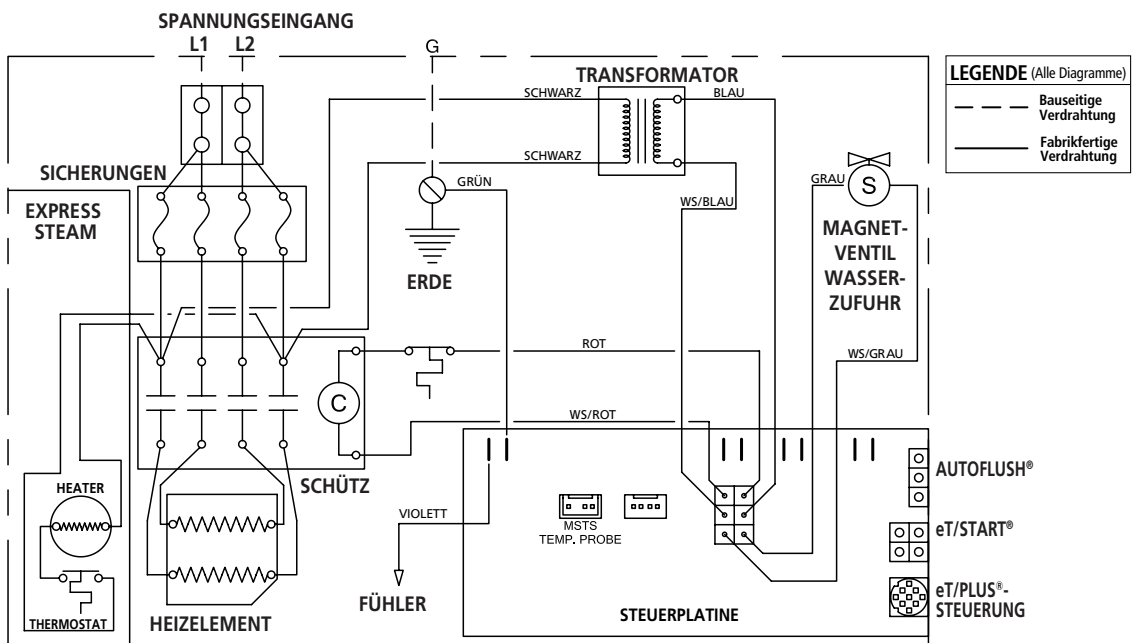 SPANNUNGSEINGANG
L1 L2
G
TRANSFORMATOR
SCHWARZ
BLAU
SCHWARZ
LEGENDE (Alle Diagramme)
Bauseitige
Verdrahtung
Fabrikfertige
Verdrahtung
SICHERUNGEN
EXPRESS
STEAM
GRÜN
WS/BLAU
GRAU
S
MAGNET-
VENTIL
WASSER-
ZUFUHR
ERDE
ROT
WS/GRAU
C
WS/ROT
SCHÜTZ
HEATER
THERMOSTAT
HEIZELEMENT
VIOLETT
FÜHLER
MSTS
TEMP. PROBE
STEUERPLATINE
AUTOFLUSH®
eT/START®
eT/PLUS®-
STEUERUNG